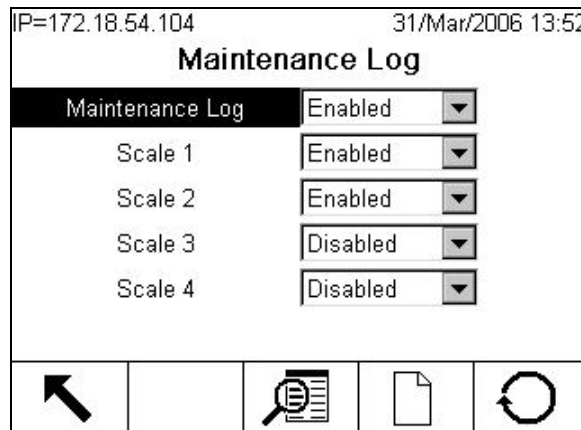 IP=172.18.54.104 31/Mar/2006 13:52
Maintenance Log
Maintenance Log Enabled
Scale 1 Enabled
Scale 2 Enabled
Scale 3 Disabled
Scale 4 Disabled